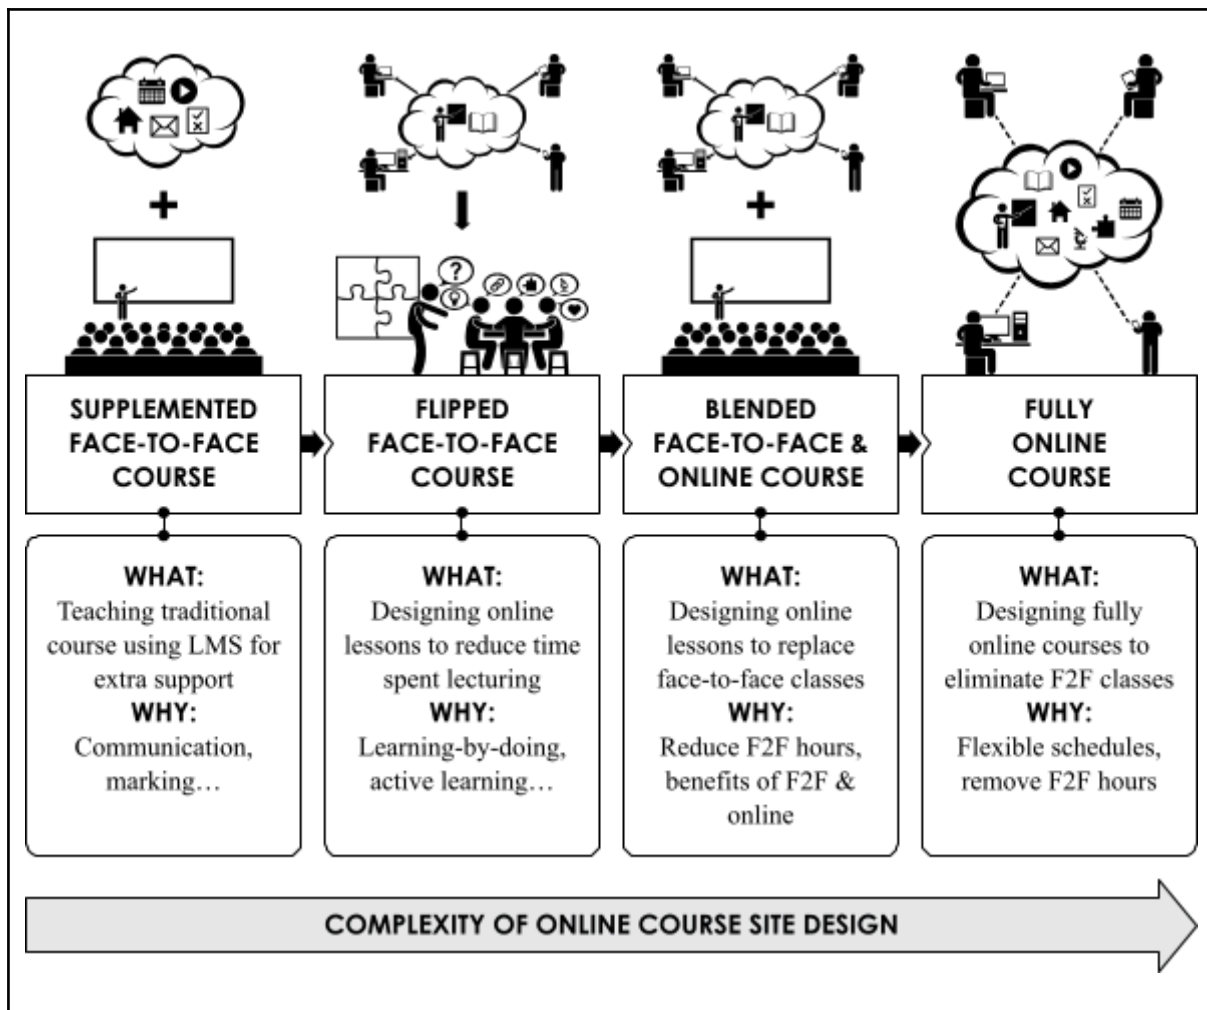 SUPPLEMENTED
FACE-TO-FACE
COURSE
FLIPPED
FACE-TO-FACE
COURSE
BLENDED
FACE-TO-FACE &
ONLINE COURSE
FULLY
ONLINE
COURSE
WHAT:
Teaching traditional
course using LMS for
extra support
WHY:
Communication,
marking…
WHAT:
Designing online
lessons to reduce time
spent lecturing
WHY:
Learning-by-doing,
active learning…
WHAT:
Designing online
lessons to replace
face-to-face classes
WHY:
Reduce F2F hours,
benefits of F2F &
online
WHAT:
Designing fully
online courses to
eliminate F2F classes
WHY:
Flexible schedules,
remove F2F hours
COMPLEXITY OF ONLINE COURSE SITE DESIGN